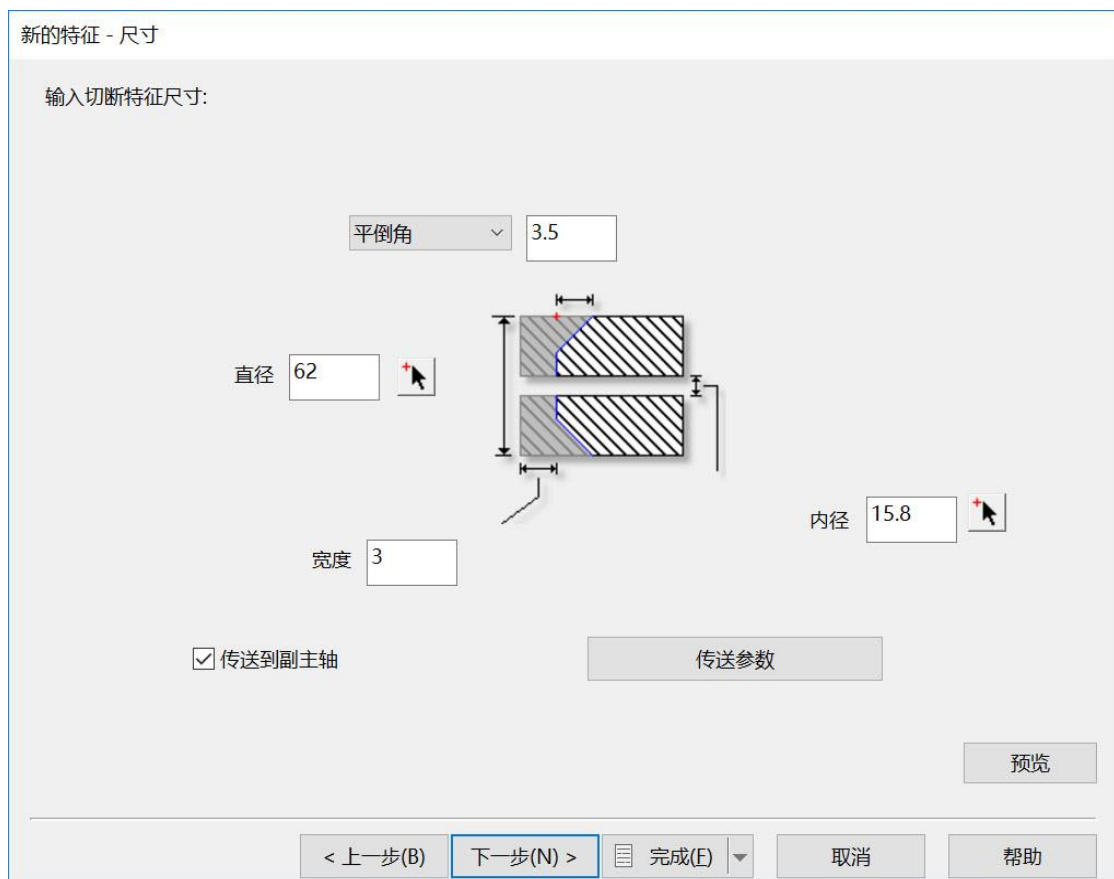 新的特征 - 尺寸
输入切断特征尺寸:
平倒角 3.5
直径 62
内径 15.8
宽度 3
传送到副主轴 传送参数
预览
< 上一步(B) 下一步(N) > 完成(F) 取消 帮助